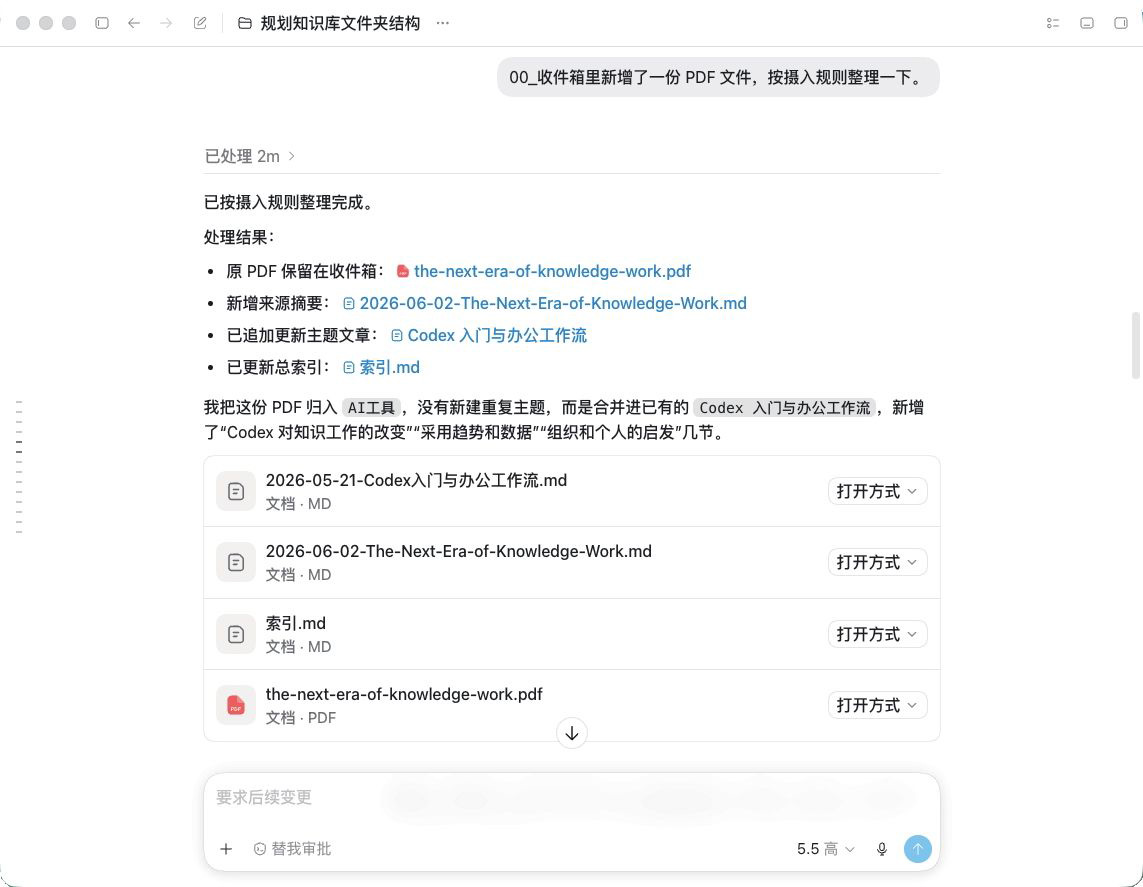 规划知识库文件夹结构 ···
00_收件箱里新增了一份 PDF 文件，按摄入规则整理一下。
已处理 2m
已按摄入规则整理完成。
处理结果：
• 原 PDF 保留在收件箱： the-next-era-of-knowledge-work.pdf
• 新增来源摘要： 2026-06-02-The-Next-Era-of-Knowledge-Work.md
• 已追加更新主题文章： Codex 入门与办公工作流
• 已更新总索引： 索引.md
我把这份 PDF 归入 AI工具，没有新建重复主题，而是合并进已有的 Codex 入门与办公工作流，新增
了“Codex 对知识工作的改变”“采用趋势和数据”“组织和个人的启发”几节。
2026-05-21-Codex入门与办公工作流.md
文档 · MD
打开方式
2026-06-02-The-Next-Era-of-Knowledge-Work.md
文档 · MD
打开方式
索引.md
文档 · MD
打开方式
PDF
the-next-era-of-knowledge-work.pdf
文档 · PDF
打开方式
要求后续变更
替我审批
5.5 高